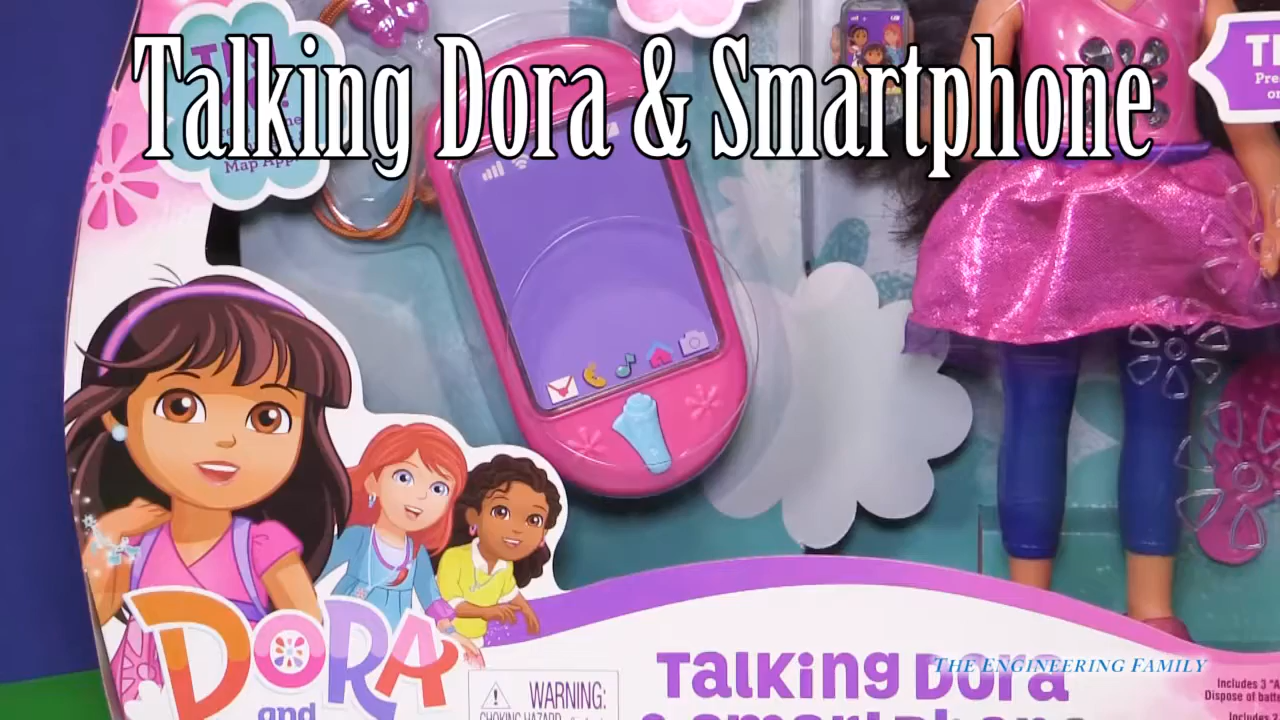 Talking Dora & Smartphone
Map App
DORA
and
WARNING:
CHOKING HAZARD
Talking Dora
& Smartphone
THE ENGINEERING FAMILY
Includes 3 "A
Dispose of batt